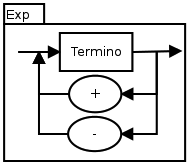 Exp
Termino
+
-